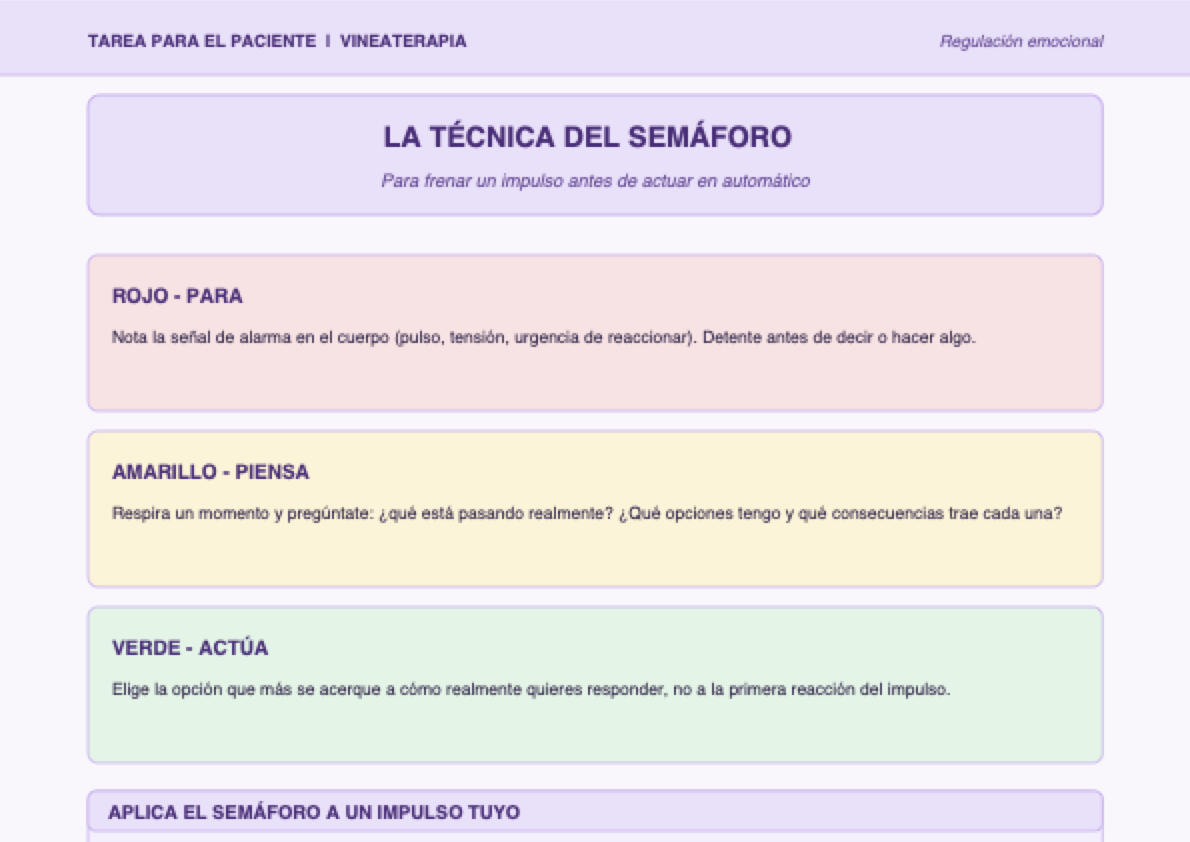 TAREA PARA EL PACIENTE | VINEATERAPIA
Regulación emocional
LA TÉCNICA DEL SEMÁFORO
Para frenar un impulso antes de actuar en automático
ROJO - PARA
Nota la señal de alarma en el cuerpo (pulso, tensión, urgencia de reaccionar). Detente antes de decir o hacer algo.
AMARILLO - PIENSA
Respira un momento y pregúntate: ¿qué está pasando realmente? ¿Qué opciones tengo y qué consecuencias trae cada una?
VERDE - ACTÚA
Elige la opción que más se acerque a cómo realmente quieres responder, no a la primera reacción del impulso.
APLICA EL SEMÁFORO A UN IMPULSO TUYO